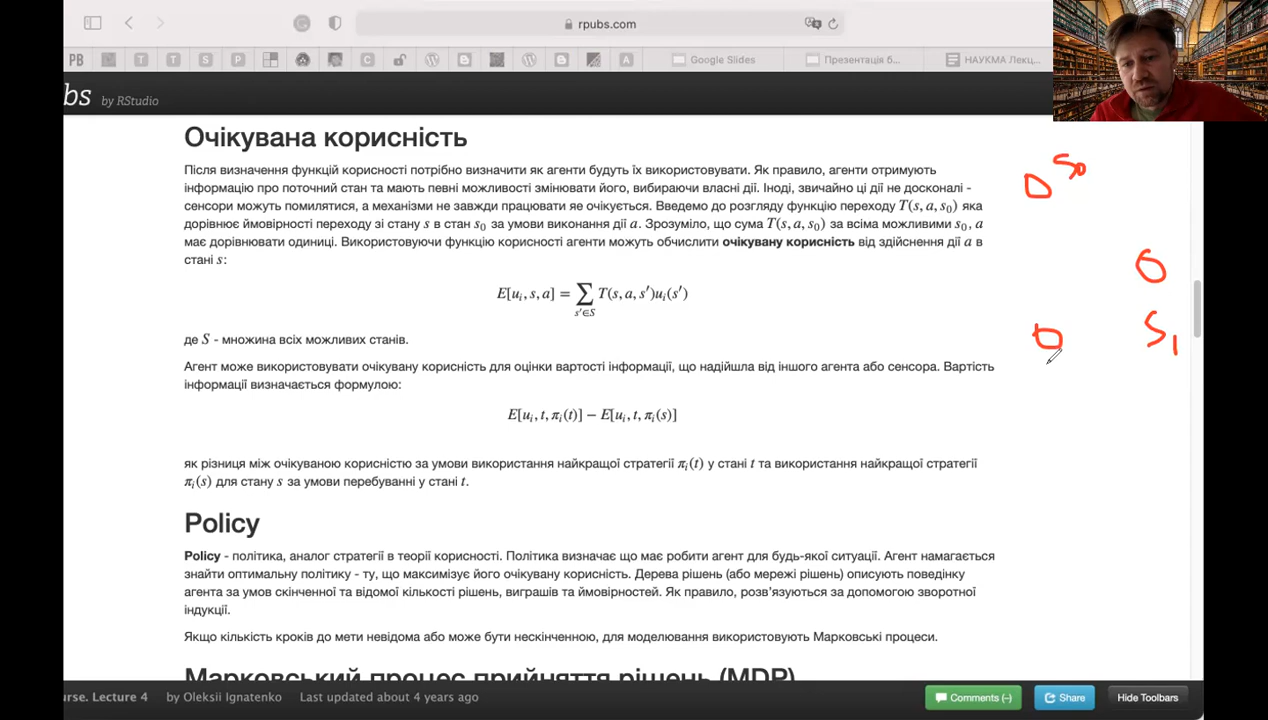 rpubs.com
PB
T
T
S
P
C
A
Google Slides
Презентація б...
НАУКМА Лекц...
bs by RStudio
Очікувана корисність
Після визначення функцій корисності потрібно визначити як агенти будуть їх використовувати. Як правило, агенти отримують
інформацію про поточний стан та мають певні можливості змінювати його, вибираючи власні дії. Іноді, звичайно ці дії не досконалі -
сенсори можуть помилятися, а механізми не завжди працювати яе очікується. Введемо до розгляду функцію переходу T(s, a, s₀) яка
дорівнює ймовірності переходу зі стану s в стан s₀ за умови виконання дії a. Зрозуміло, що сума T(s, a, s₀) за всіма можливими s₀, a
має дорівнювати одиниці. Використовуючи функцію корисності агенти можуть обчислити очікувану корисність від здійснення дії a в
стані s:
E[uᵢ, s, a] = ∑ T(s, a, s′)uᵢ(s′)
s′∈S
де S - множина всіх можливих станів.
Агент може використовувати очікувану корисність для оцінки вартості інформації, що надійшла від іншого агента або сенсора. Вартість
інформації визначається формулою:
E[uᵢ, t, πᵢ(t)] − E[uᵢ, t, πᵢ(s)]
як різниця між очікуваною корисністю за умови використання найкращої стратегії πᵢ(t) у стані t та використання найкращої стратегії
πᵢ(s) для стану s за умови перебуванні у стані t.
Policy
Policy - політика, аналог стратегії в теорії корисності. Політика визначає що має робити агент для будь-якої ситуації. Агент намагається
знайти оптимальну політику - ту, що максимізує його очікувану корисність. Дерева рішень (або мережі рішень) описують поведінку
агента за умов скінченної та відомої кількості рішень, виграшів та ймовірностей. Як правило, розв’язуються за допомогою зворотної
індукції.
Якщо кількість кроків до мети невідома або може бути нескінченною, для моделювання використовують Марковські процеси.
Марковський процес прийняття рішень (MDP)
S₀
S₁
urse. Lecture 4 by Oleksii Ignatenko Last updated about 4 years ago
Comments (–) Share Hide Toolbars